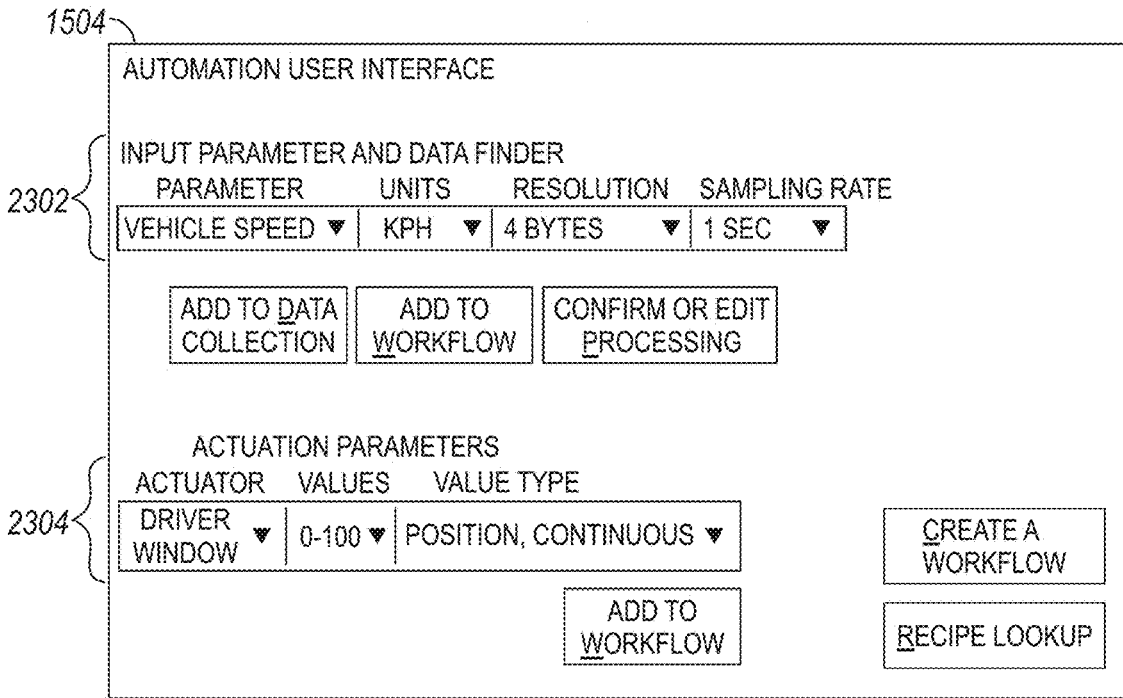 1504
AUTOMATION USER INTERFACE
INPUT PARAMETER AND DATA FINDER
2302
PARAMETER UNITS RESOLUTION SAMPLING RATE
VEHICLE SPEED ▼ KPH ▼ 4 BYTES ▼ 1 SEC ▼
ADD TO DATA
COLLECTION
ADD TO
WORKFLOW
CONFIRM OR EDIT
PROCESSING
ACTUATION PARAMETERS
2304
ACTUATOR VALUES VALUE TYPE
DRIVER
WINDOW ▼ 0-100 ▼ POSITION, CONTINUOUS ▼
CREATE A
WORKFLOW
ADD TO
WORKFLOW
RECIPE LOOKUP